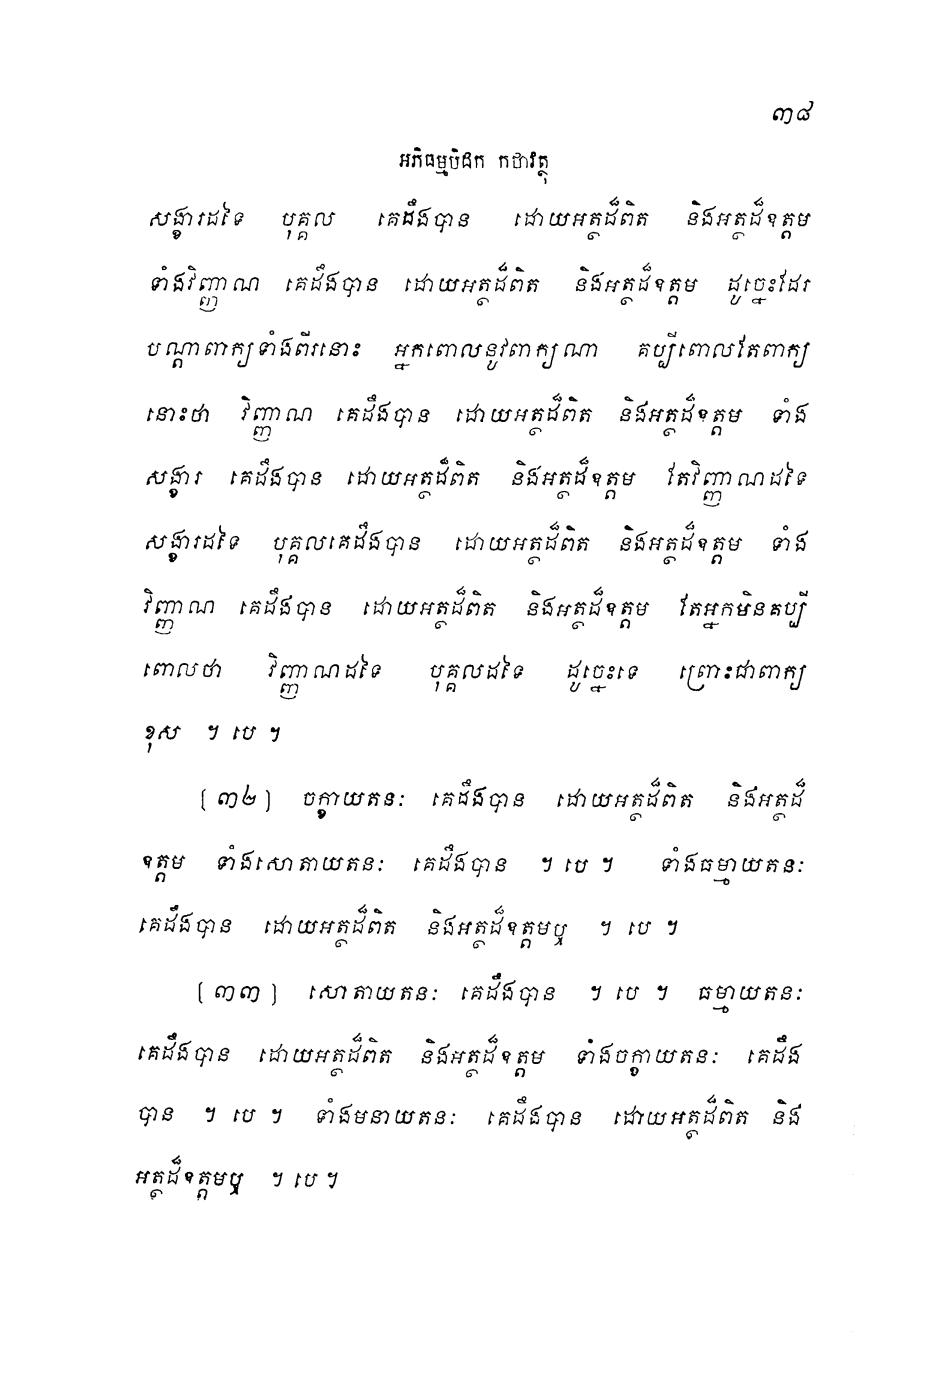 ៣៨
អភិធម្មបិដក កថាវត្ថុ
សង្ខារដទៃ បុគ្គល គេដឹងបាន ដោយអត្ថដ៏ពិត និងអត្ថដ៏ឧត្តម
ទាំងវិញ្ញាណ គេដឹងបាន ដោយអត្ថដ៏ពិត និងអត្ថដ៏ឧត្តម ដូច្នេះដែរ
បណ្តាពាក្យទាំងពីរនោះ អ្នកពោលនូវពាក្យណា គប្បីពោលតែពាក្យ
នោះថា វិញ្ញាណ គេដឹងបាន ដោយអត្ថដ៏ពិត និងអត្ថដ៏ឧត្តម ទាំង
សង្ខារ គេដឹងបាន ដោយអត្ថដ៏ពិត និងអត្ថដ៏ឧត្តម តែវិញ្ញាណដទៃ
សង្ខារដទៃ បុគ្គលគេដឹងបាន ដោយអត្ថដ៏ពិត និងអត្ថដ៏ឧត្តម ទាំង
វិញ្ញាណ គេដឹងបាន ដោយអត្ថដ៏ពិត និងអត្ថដ៏ឧត្តម តែអ្នកមិនគប្បី
ពោលថា វិញ្ញាណដទៃ បុគ្គលដទៃ ដូច្នេះទេ ព្រោះជាពាក្យ
ខុស ។ បេ ។
(៣២) ចក្ខាយតនៈ គេដឹងបាន ដោយអត្ថដ៏ពិត និងអត្ថដ៏
ឧត្តម ទាំងសោតាយតនៈ គេដឹងបាន ។ បេ ។ ទាំងធម្មាយតនៈ
គេដឹងបាន ដោយអត្ថដ៏ពិត និងអត្ថដ៏ឧត្តមឬ ។ បេ ។
(៣៣) សោតាយតនៈ គេដឹងបាន ។ បេ ។ ធម្មាយតនៈ
គេដឹងបាន ដោយអត្ថដ៏ពិត និងអត្ថដ៏ឧត្តម ទាំងចក្ខាយតនៈ គេដឹង
បាន ។ បេ ។ ទាំងមនាយតនៈ គេដឹងបាន ដោយអត្ថដ៏ពិត និង
អត្ថដ៏ឧត្តមឬ ។ បេ ។